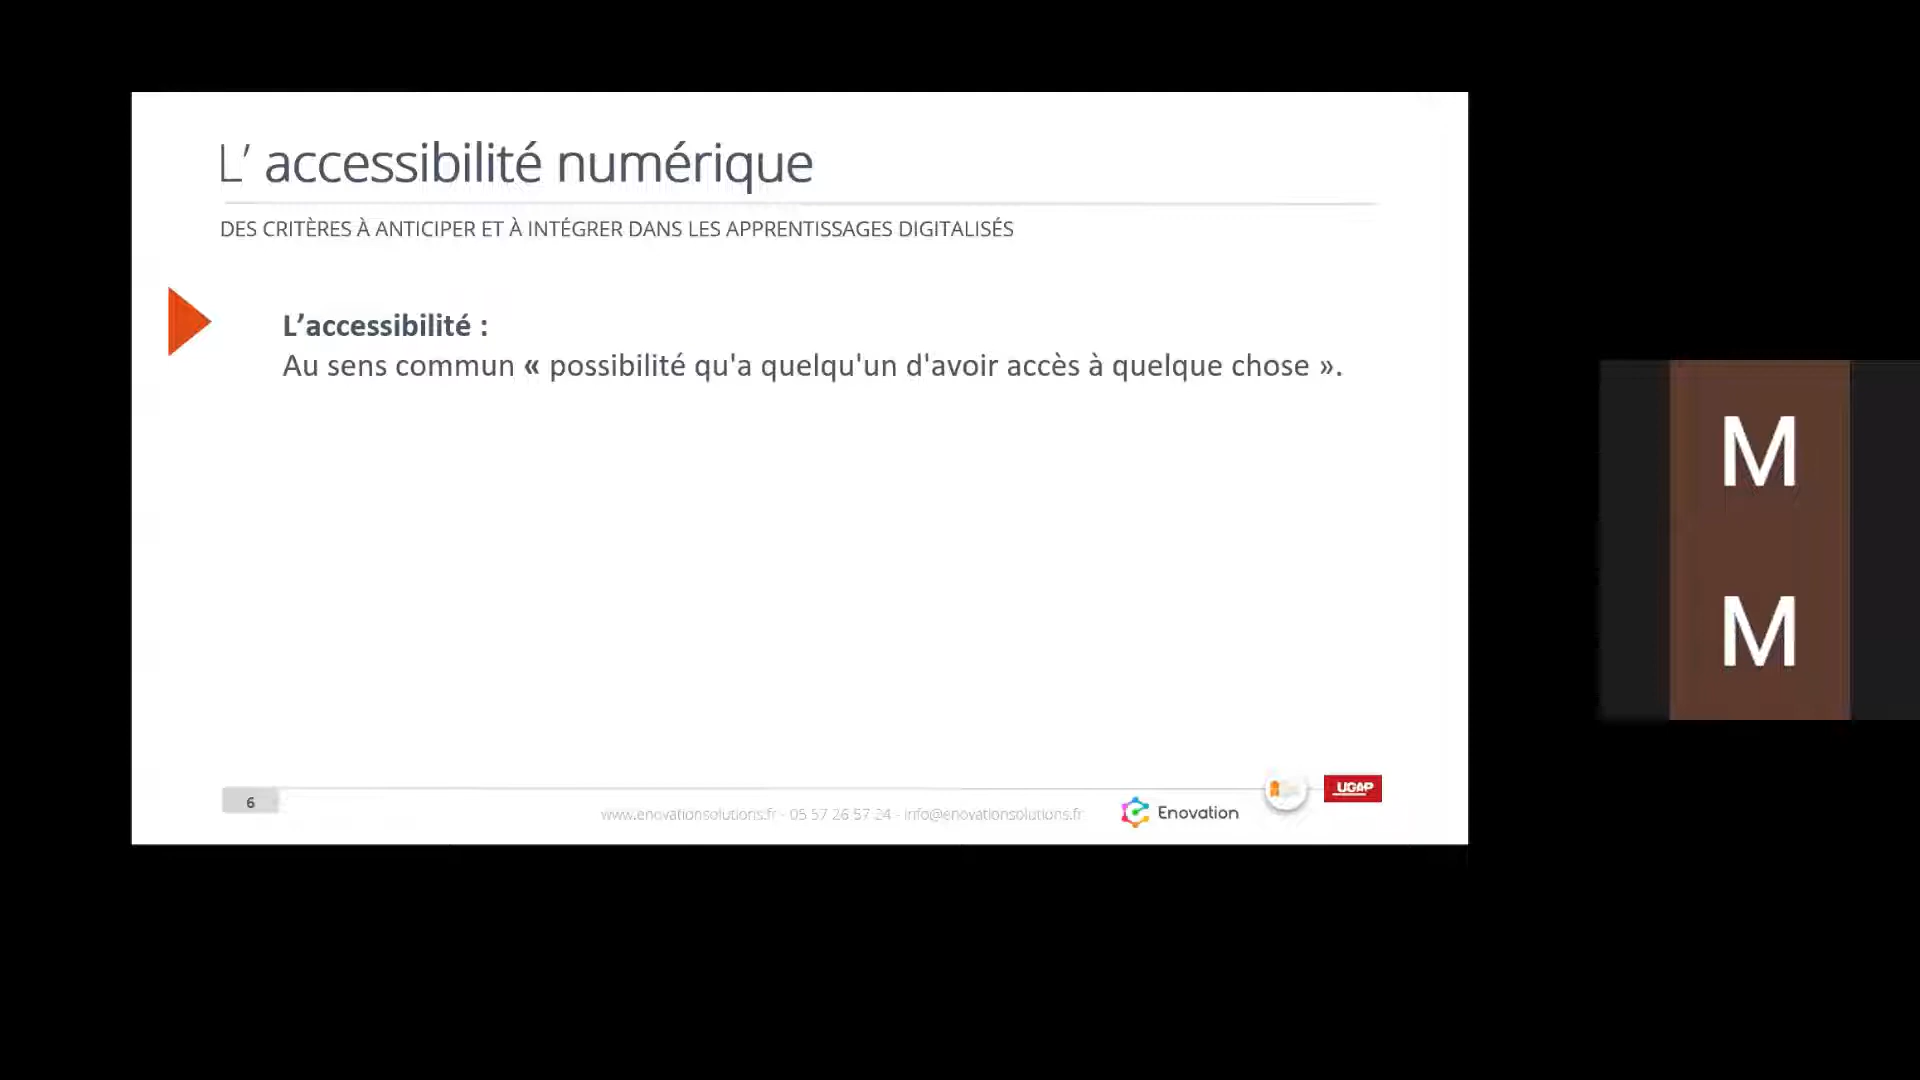 L’ accessibilité numérique
DES CRITÈRES À ANTICIPER ET À INTÉGRER DANS LES APPRENTISSAGES DIGITALISÉS
L’accessibilité :
Au sens commun « possibilité qu'a quelqu'un d'avoir accès à quelque chose ».
M
M
6
www.enovationsolutions.fr - 05 57 26 57 24 - info@enovationsolutions.fr
Enovation
UGAP